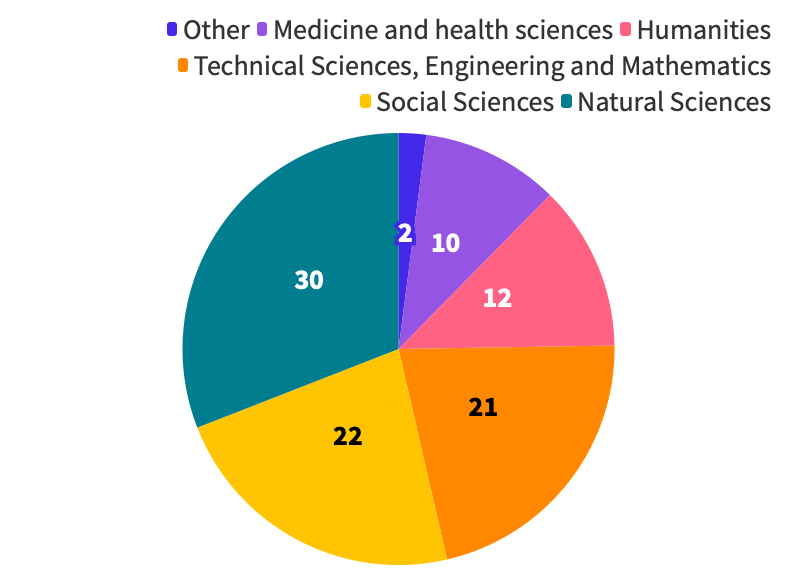 Other Medicine and health sciences Humanities
Technical Sciences, Engineering and Mathematics
Social Sciences Natural Sciences
2
10
30
12
21
22